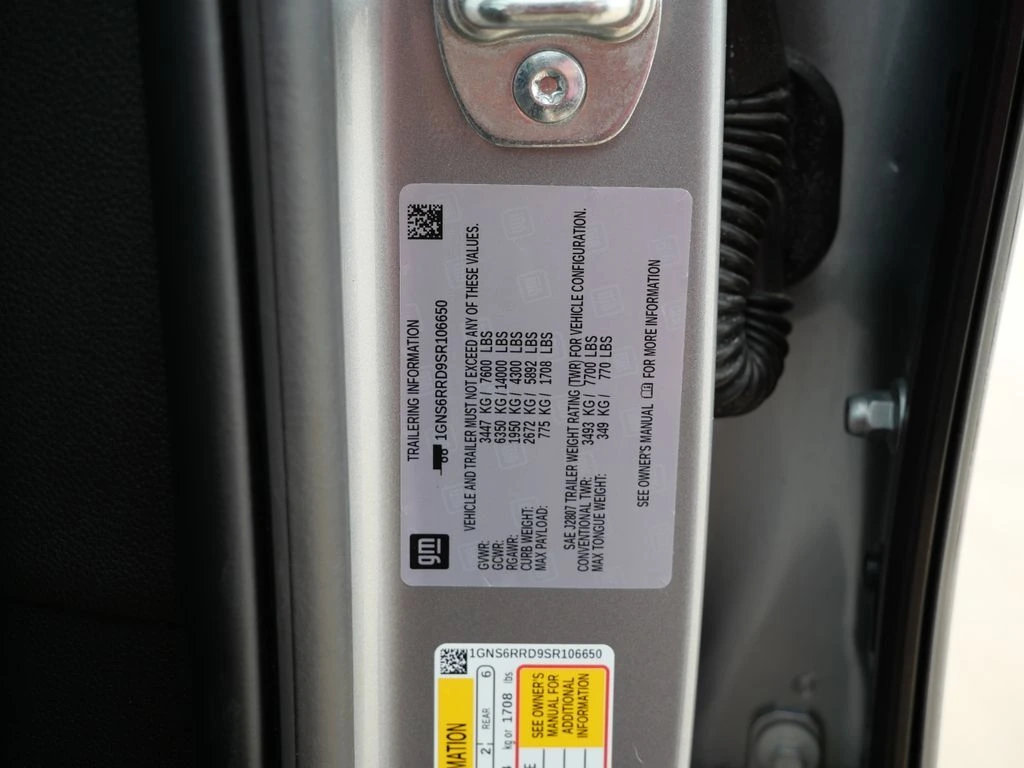 TRAILERING INFORMATION
1GNS6RRD9SR106650
gm
VEHICLE AND TRAILER MUST NOT EXCEED ANY OF THESE VALUES.
GVWR: 3447 KG / 7600 LBS
GCWR: 6350 KG / 14000 LBS
RGAWR: 1950 KG / 4300 LBS
CURB WEIGHT: 2672 KG / 5892 LBS
MAX PAYLOAD: 775 KG / 1708 LBS
SAE J2807 TRAILER WEIGHT RATING (TWR) FOR VEHICLE CONFIGURATION.
CONVENTIONAL TWR: 3493 KG / 7700 LBS
MAX TONGUE WEIGHT: 349 KG / 770 LBS
SEE OWNER'S MANUAL FOR MORE INFORMATION
1GNS6RRD9SR106650
2; REAR 6
kg or 1708 lbs
SEE OWNER'S
MANUAL FOR
ADDITIONAL
INFORMATION